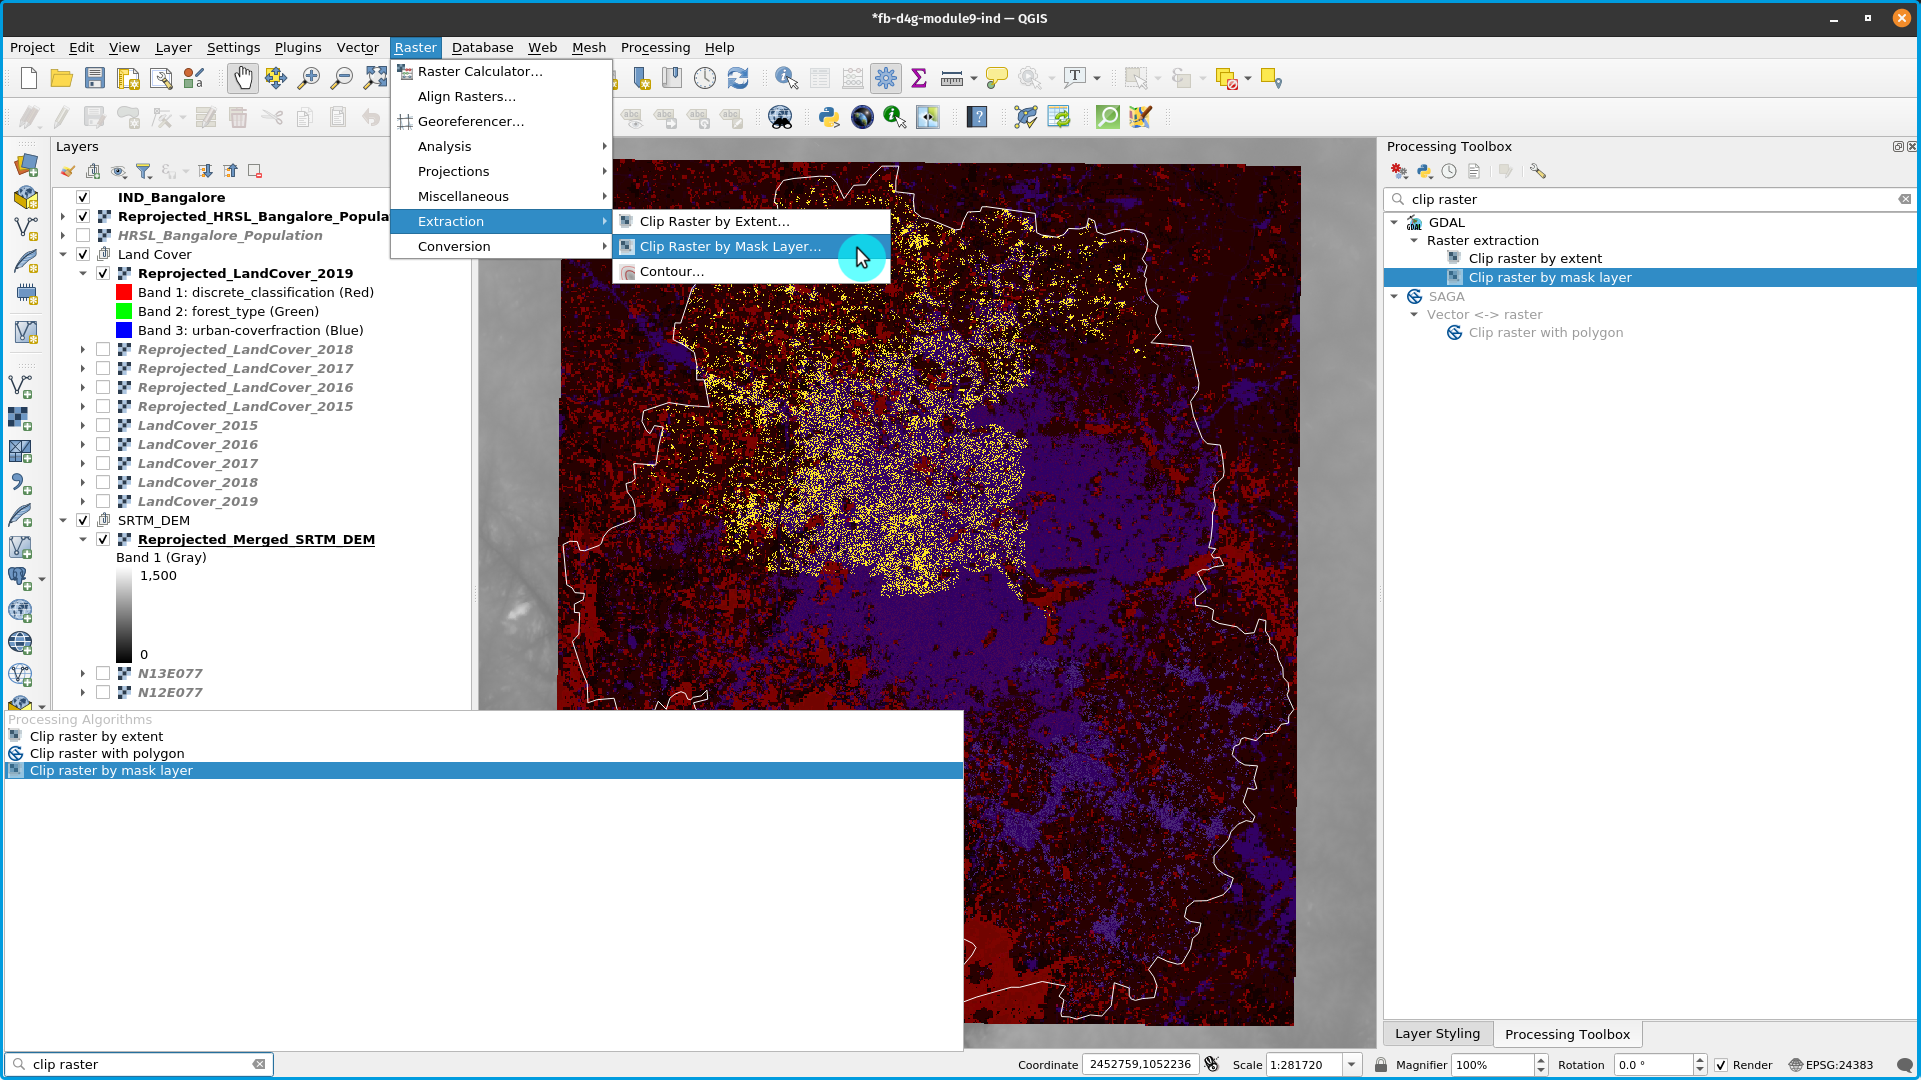 *fb-d4g-module9-ind — QGIS
Project Edit View Layer Settings Plugins Vector Raster Database Web Mesh Processing Help
Raster Calculator…
Align Rasters…
Georeferencer…
Analysis
Projections
Miscellaneous
Extraction
Conversion
Clip Raster by Extent…
Clip Raster by Mask Layer…
Contour…
Layers
IND_Bangalore
Reprojected_HRSL_Bangalore_Popula
HRSL_Bangalore_Population
Land Cover
Reprojected_LandCover_2019
Band 1: discrete_classification (Red)
Band 2: forest_type (Green)
Band 3: urban-coverfraction (Blue)
Reprojected_LandCover_2018
Reprojected_LandCover_2017
Reprojected_LandCover_2016
Reprojected_LandCover_2015
LandCover_2015
LandCover_2016
LandCover_2017
LandCover_2018
LandCover_2019
SRTM_DEM
Reprojected_Merged_SRTM_DEM
Band 1 (Gray)
1,500
0
N13E077
N12E077
Processing Algorithms
Clip raster by extent
Clip raster with polygon
Clip raster by mask layer
clip raster
Processing Toolbox
clip raster
GDAL
Raster extraction
Clip raster by extent
Clip raster by mask layer
SAGA
Vector <-> raster
Clip raster with polygon
Layer Styling Processing Toolbox
Coordinate 2452759,1052236 Scale 1:281720 Magnifier 100% Rotation 0.0 ° Render EPSG:24383